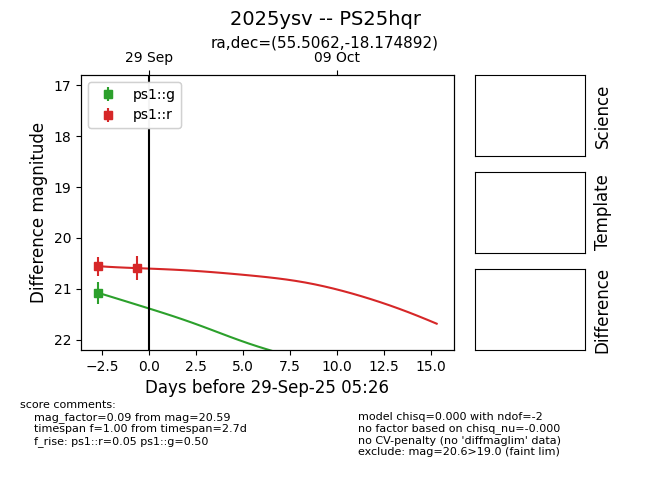 2025ysv -- PS25hqr
ra,dec=(55.5062,-18.174892)
29 Sep
09 Oct
ps1::g
ps1::r
17
18
19
20
21
22
Difference magnitude
−2.5
0.0
2.5
5.0
7.5
10.0
12.5
15.0
Days before 29-Sep-25 05:26
Science
Template
Difference
score comments:
mag_factor=0.09 from mag=20.59
timespan f=1.00 from timespan=2.7d
f_rise: ps1::r=0.05 ps1::g=0.50
model chisq=0.000 with ndof=-2
no factor based on chisq_nu=-0.000
no CV-penalty (no 'diffmaglim' data)
exclude: mag=20.6>19.0 (faint lim)